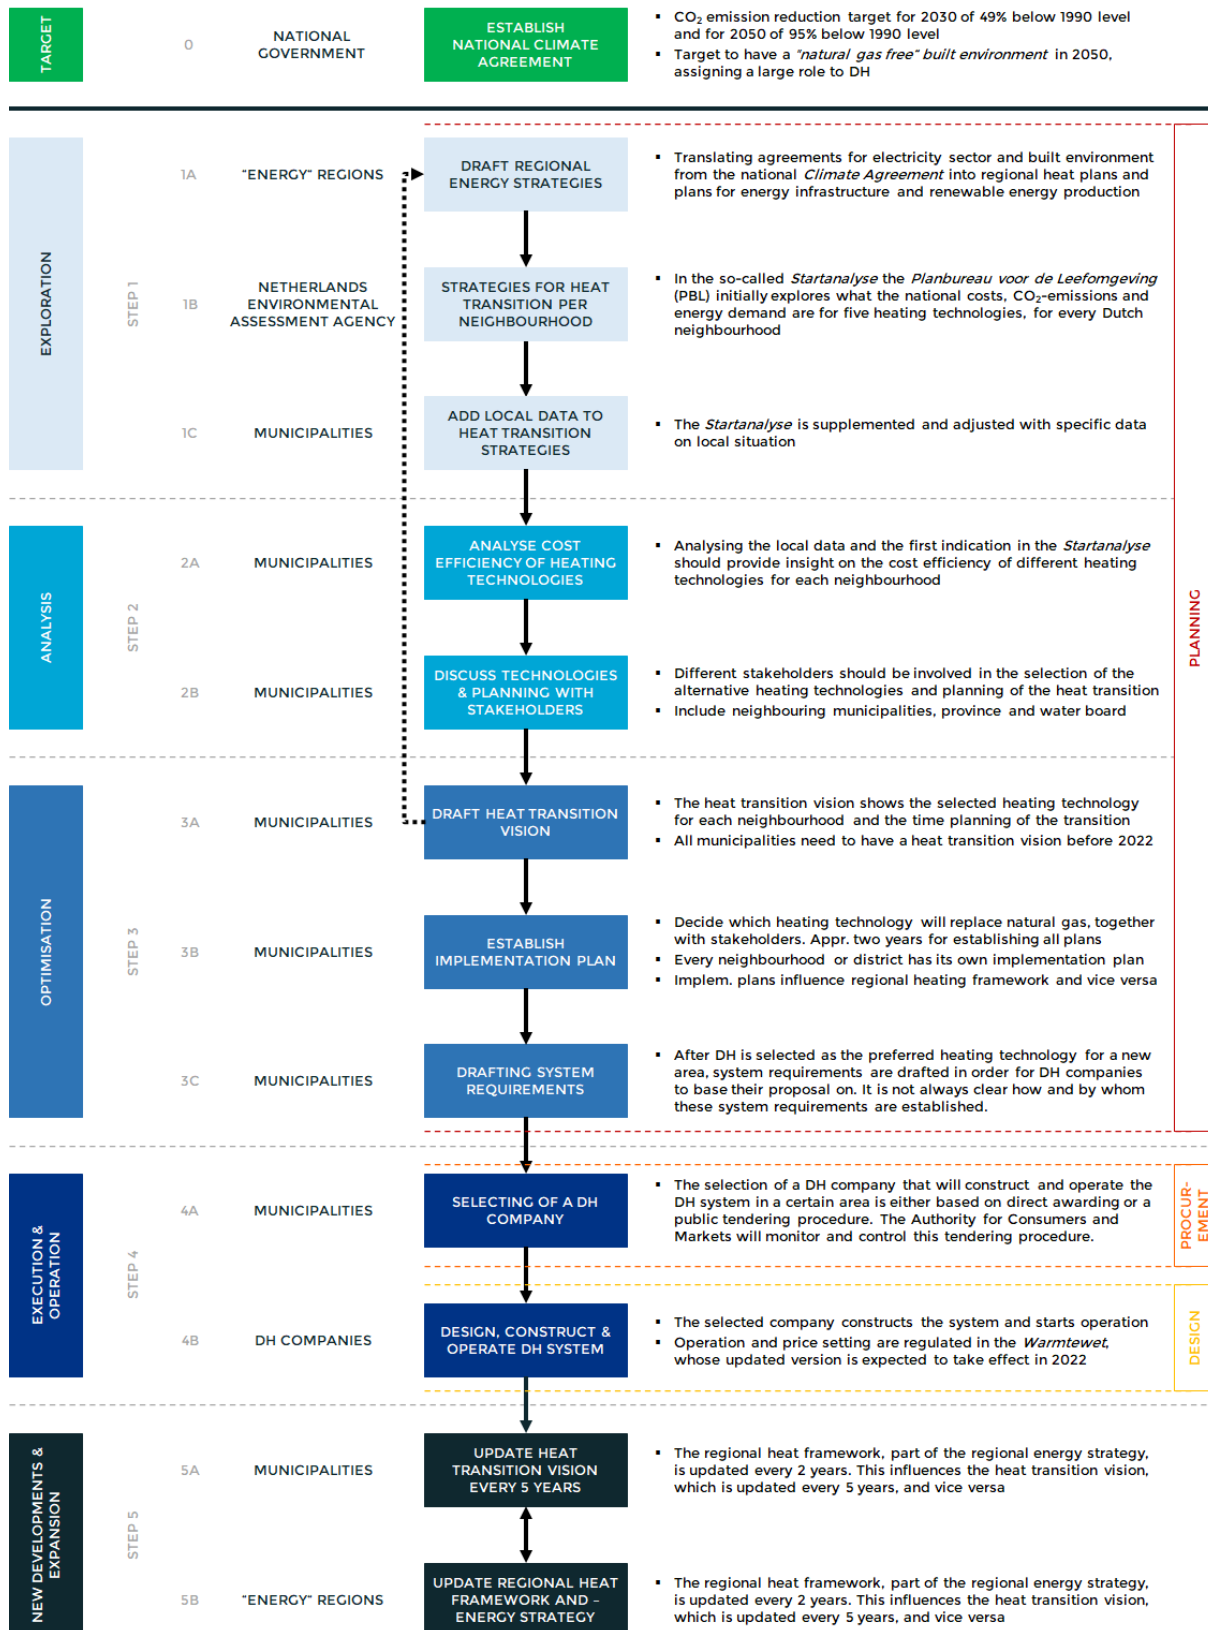 TARGET
0
NATIONAL
GOVERNMENT
ESTABLISH
NATIONAL CLIMATE
AGREEMENT
▪ CO₂ emission reduction target for 2030 of 49% below 1990 level
and for 2050 of 95% below 1990 level
▪ Target to have a "natural gas free" built environment in 2050,
assigning a large role to DH
PLANNING
EXPLORATION
STEP 1
1A
"ENERGY" REGIONS
DRAFT REGIONAL
ENERGY STRATEGIES
▪ Translating agreements for electricity sector and built environment
from the national Climate Agreement into regional heat plans and
plans for energy infrastructure and renewable energy production
1B
NETHERLANDS
ENVIRONMENTAL
ASSESSMENT AGENCY
STRATEGIES FOR HEAT
TRANSITION PER
NEIGHBOURHOOD
▪ In the so-called Startanalyse the Planbureau voor de Leefomgeving
(PBL) initially explores what the national costs, CO₂-emissions and
energy demand are for five heating technologies, for every Dutch
neighbourhood
1C
MUNICIPALITIES
ADD LOCAL DATA TO
HEAT TRANSITION
STRATEGIES
▪ The Startanalyse is supplemented and adjusted with specific data
on local situation
ANALYSIS
STEP 2
2A
MUNICIPALITIES
ANALYSE COST
EFFICIENCY OF HEATING
TECHNOLOGIES
▪ Analysing the local data and the first indication in the Startanalyse
should provide insight on the cost efficiency of different heating
technologies for each neighbourhood
2B
MUNICIPALITIES
DISCUSS TECHNOLOGIES
& PLANNING WITH
STAKEHOLDERS
▪ Different stakeholders should be involved in the selection of the
alternative heating technologies and planning of the heat transition
▪ Include neighbouring municipalities, province and water board
OPTIMISATION
STEP 3
3A
MUNICIPALITIES
DRAFT HEAT TRANSITION
VISION
▪ The heat transition vision shows the selected heating technology
for each neighbourhood and the time planning of the transition
▪ All municipalities need to have a heat transition vision before 2022
3B
MUNICIPALITIES
ESTABLISH
IMPLEMENTATION PLAN
▪ Decide which heating technology will replace natural gas, together
with stakeholders. Appr. two years for establishing all plans
▪ Every neighbourhood or district has its own implementation plan
▪ Implem. plans influence regional heating framework and vice versa
3C
MUNICIPALITIES
DRAFTING SYSTEM
REQUIREMENTS
▪ After DH is selected as the preferred heating technology for a new
area, system requirements are drafted in order for DH companies
to base their proposal on. It is not always clear how and by whom
these system requirements are established.
EXECUTION &
OPERATION
STEP 4
4A
MUNICIPALITIES
SELECTING OF A DH
COMPANY
▪ The selection of a DH company that will construct and operate the
DH system in a certain area is either based on direct awarding or a
public tendering procedure. The Authority for Consumers and
Markets will monitor and control this tendering procedure.
PROCUR-
EMENT
4B
DH COMPANIES
DESIGN, CONSTRUCT &
OPERATE DH SYSTEM
▪ The selected company constructs the system and starts operation
▪ Operation and price setting are regulated in the Warmtewet,
whose updated version is expected to take effect in 2022
DESIGN
NEW DEVELOPMENTS &
EXPANSION
STEP 5
5A
MUNICIPALITIES
UPDATE HEAT
TRANSITION VISION
EVERY 5 YEARS
▪ The regional heat framework, part of the regional energy strategy,
is updated every 2 years. This influences the heat transition vision,
which is updated every 5 years, and vice versa
5B
"ENERGY" REGIONS
UPDATE REGIONAL HEAT
FRAMEWORK AND –
ENERGY STRATEGY
▪ The regional heat framework, part of the regional energy strategy,
is updated every 2 years. This influences the heat transition vision,
which is updated every 5 years, and vice versa